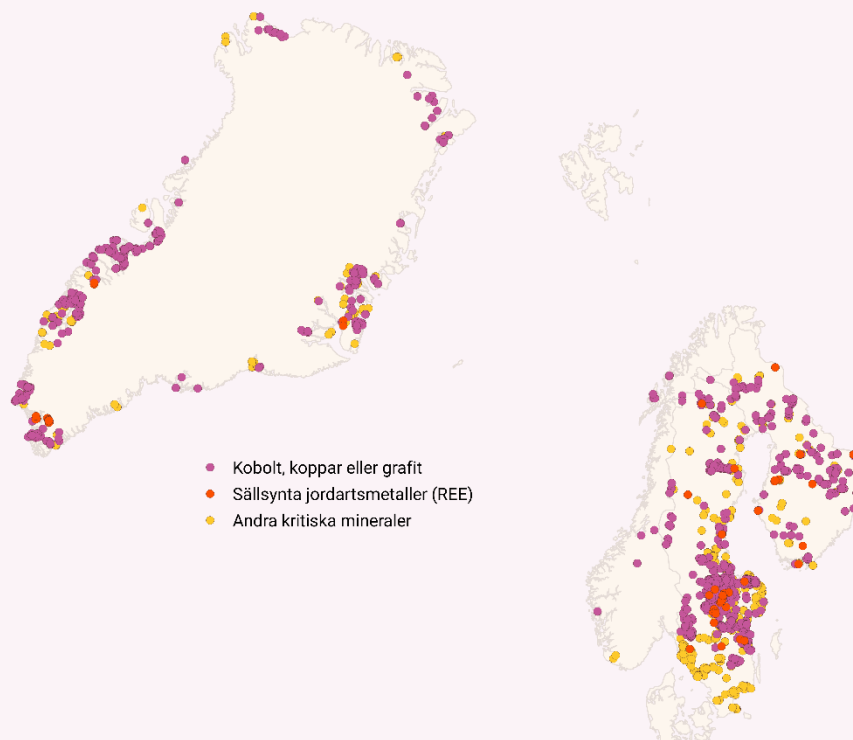 Kobolt, koppar eller grafit
Sällsynta jordartsmetaller (REE)
Andra kritiska mineraler